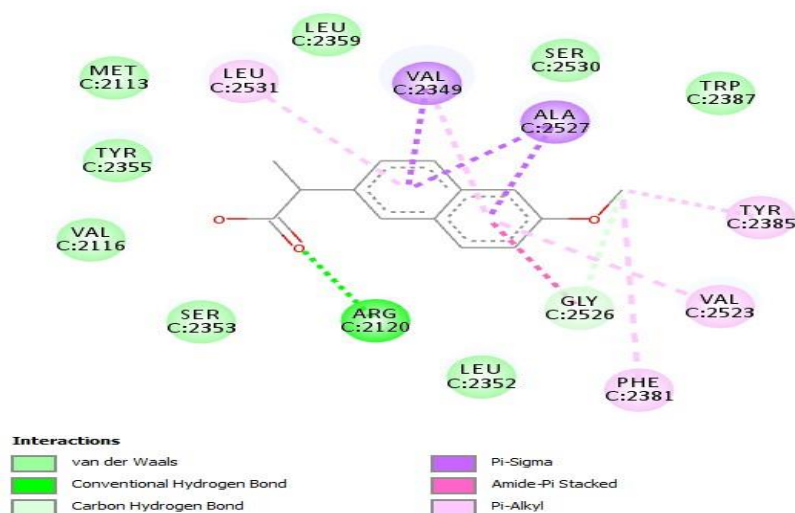 LEU
C:2359
SER
C:2530
MET
C:2113
LEU
C:2531
VAL
C:2349
TRP
C:2387
ALA
C:2527
TYR
C:2355
O
TYR
C:2385
VAL
C:2116
O
O
SER
C:2353
ARG
C:2120
GLY
C:2526
VAL
C:2523
LEU
C:2352
PHE
C:2381
Interactions
van der Waals
Pi-Sigma
Conventional Hydrogen Bond
Amide-Pi Stacked
Carbon Hydrogen Bond
Pi-Alkyl